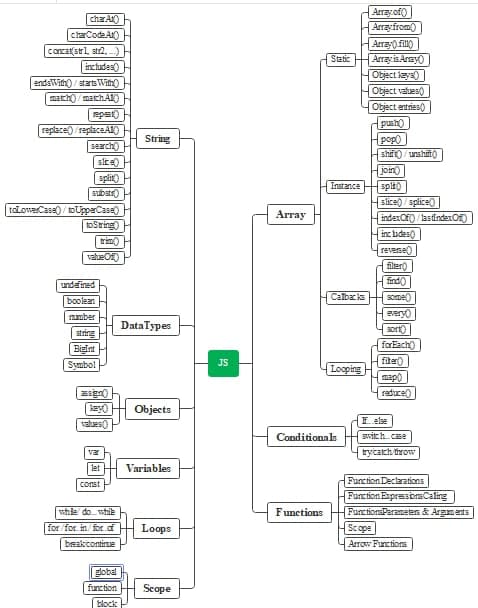 charAt()
charCodeAt()
concat(str1, str2, ...)
includes()
endsWith() / startsWith()
match() / matchAll()
repeat()
replace() / replaceAll()
search()
slice()
split()
substr()
toLowerCase() / toUpperCase()
toString()
trim()
valueOf()
String
undefined
boolean
number
string
BigInt
Symbol
DataTypes
assign()
key()
values()
Objects
var
let
const
Variables
while/ do... while
for / for.. in / for..of
break/continue
Loops
global
function
block
Scope
JS
Array
Static
Array.of()
Array.from()
Array().fill()
Array.isArray()
Object.keys()
Object.values()
Object.entries()
Instance
push()
pop()
shift() / unshift()
join()
split()
slice() / splice()
indexOf() / lastIndexOf()
includes()
reverse()
Callbacks
filter()
find()
some()
every()
sort()
Looping
forEach()
filter()
map()
reduce()
Conditionals
If...else
switch...case
try/catch/throw
Functions
Function Declarations
Function ExpressionsCalling
FunctionsParameters & Arguments
Scope
Arrow Functions